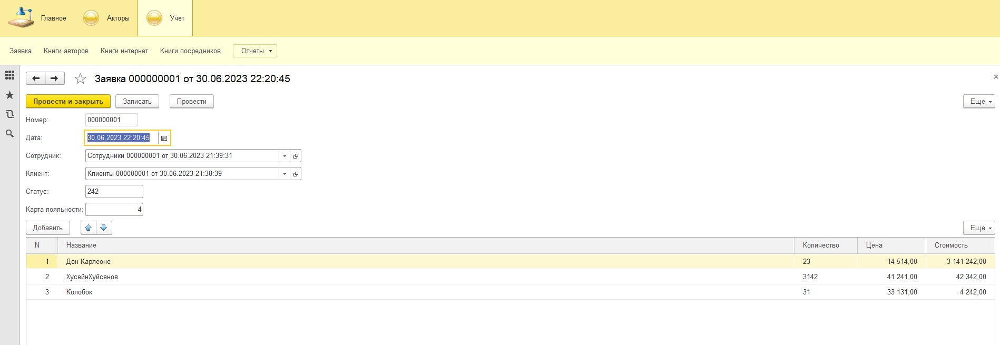 Главное Акторы Учет
Заявка Книги авторов Книги интернет Книги посредников Отчеты
Заявка 000000001 от 30.06.2023 22:20:45
Провести и закрыть Записать Провести Еще
Номер: 000000001
Дата: 30.06.2023 22:20:45
Сотрудник: Сотрудники 000000001 от 30.06.2023 21:39:31
Клиент: Клиенты 000000001 от 30.06.2023 21:38:39
Статус: 242
Карта лояльности: 4
Добавить Еще
N Название Количество Цена Стоимость
1 Дон Карлеоне 23 14 514,00 3 141 242,00
2 ХусейнХуйсенов 3142 41 241,00 42 342,00
3 Колобок 31 33 131,00 4 242,00